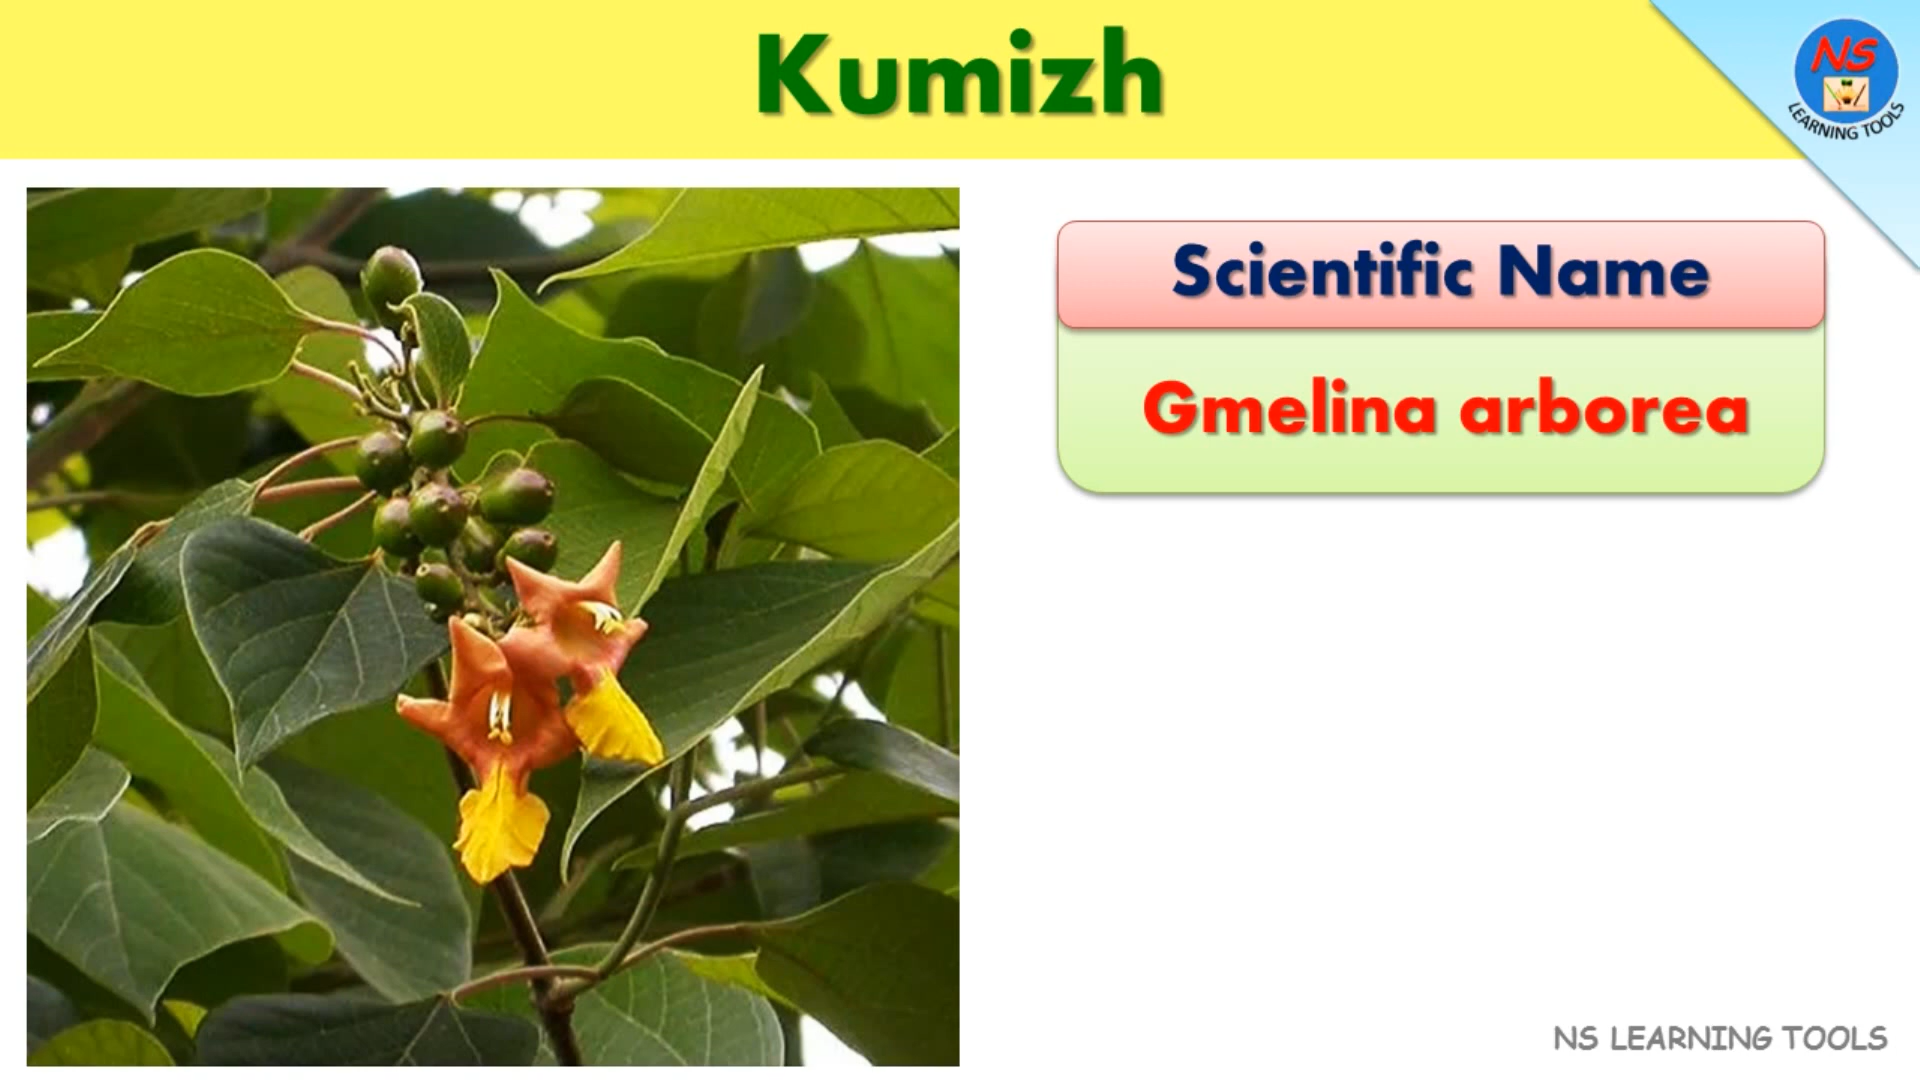 Kumizh
NS
LEARNING TOOLS
Scientific Name
Gmelina arborea
NS LEARNING TOOLS